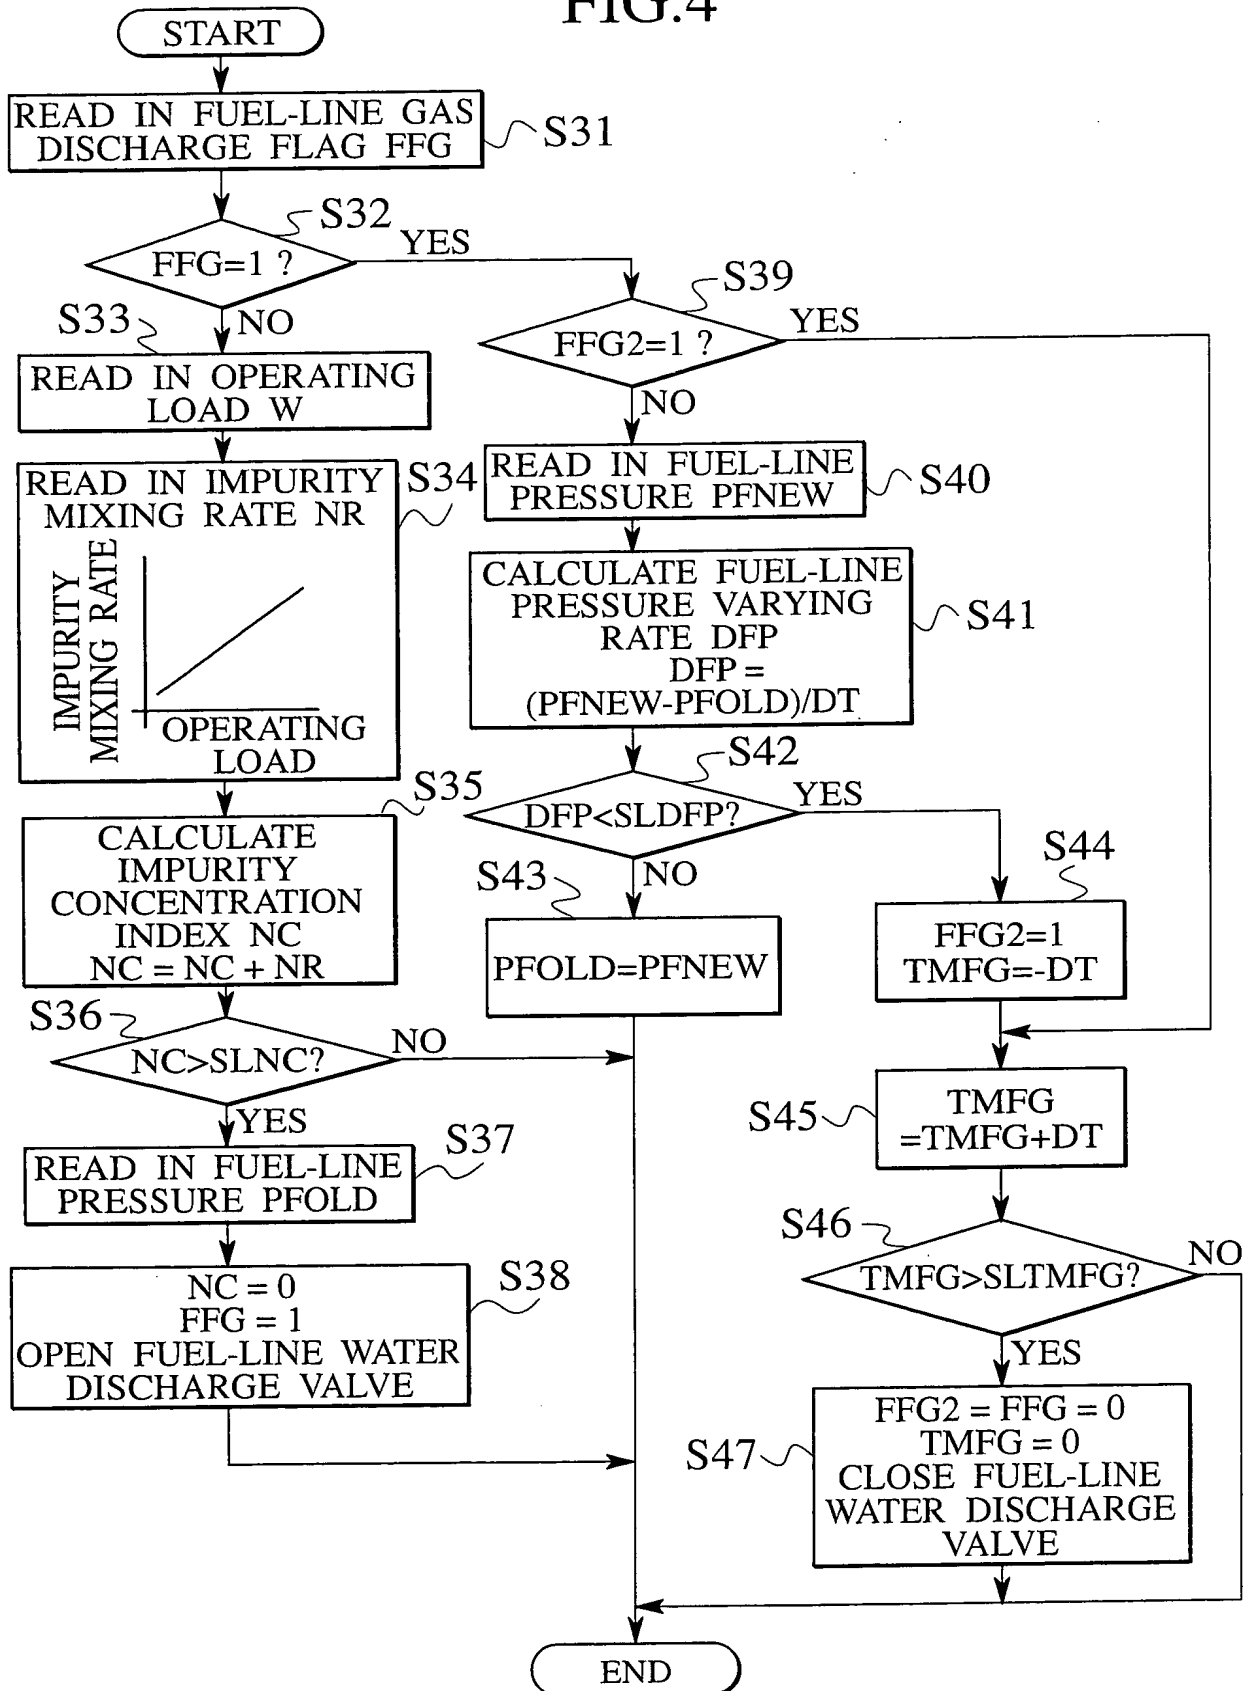 FIG.4
START
READ IN FUEL-LINE GAS
DISCHARGE FLAG FFG
S31
S32
FFG=1 ?
YES
NO
S33
READ IN OPERATING
LOAD W
READ IN IMPURITY
MIXING RATE NR
S34
IMPURITY
MIXING RATE
OPERATING
LOAD
S35
CALCULATE
IMPURITY
CONCENTRATION
INDEX NC
NC = NC + NR
S36
NC>SLNC?
NO
YES
S37
READ IN FUEL-LINE
PRESSURE PFOLD
S38
NC = 0
FFG = 1
OPEN FUEL-LINE WATER
DISCHARGE VALVE
S39
FFG2=1 ?
YES
NO
READ IN FUEL-LINE
PRESSURE PFNEW
S40
CALCULATE FUEL-LINE
PRESSURE VARYING
RATE DFP
DFP =
(PFNEW-PFOLD)/DT
S41
S42
DFP<SLDFP?
YES
NO
S43
PFOLD=PFNEW
S44
FFG2=1
TMFG=-DT
S45
TMFG
=TMFG+DT
S46
TMFG>SLTMFG?
NO
YES
S47
FFG2 = FFG = 0
TMFG = 0
CLOSE FUEL-LINE
WATER DISCHARGE
VALVE
END